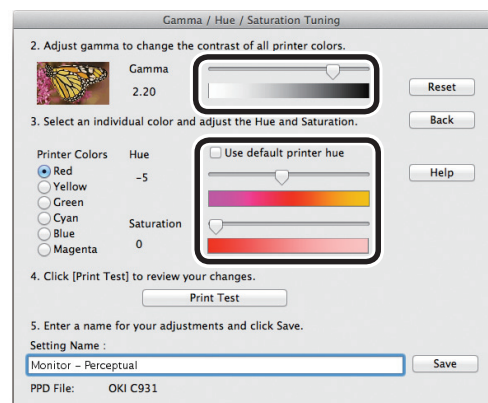 Gamma / Hue / Saturation Tuning
2. Adjust gamma to change the contrast of all printer colors.
Gamma
2.20
Reset
3. Select an individual color and adjust the Hue and Saturation.
Back
Printer Colors
Hue
Use default printer hue
Red
-5
Help
Yellow
Green
Cyan
Saturation
Blue
0
Magenta
4. Click [Print Test] to review your changes.
Print Test
5. Enter a name for your adjustments and click Save.
Setting Name :
Monitor - Perceptual
Save
PPD File: OKI C931